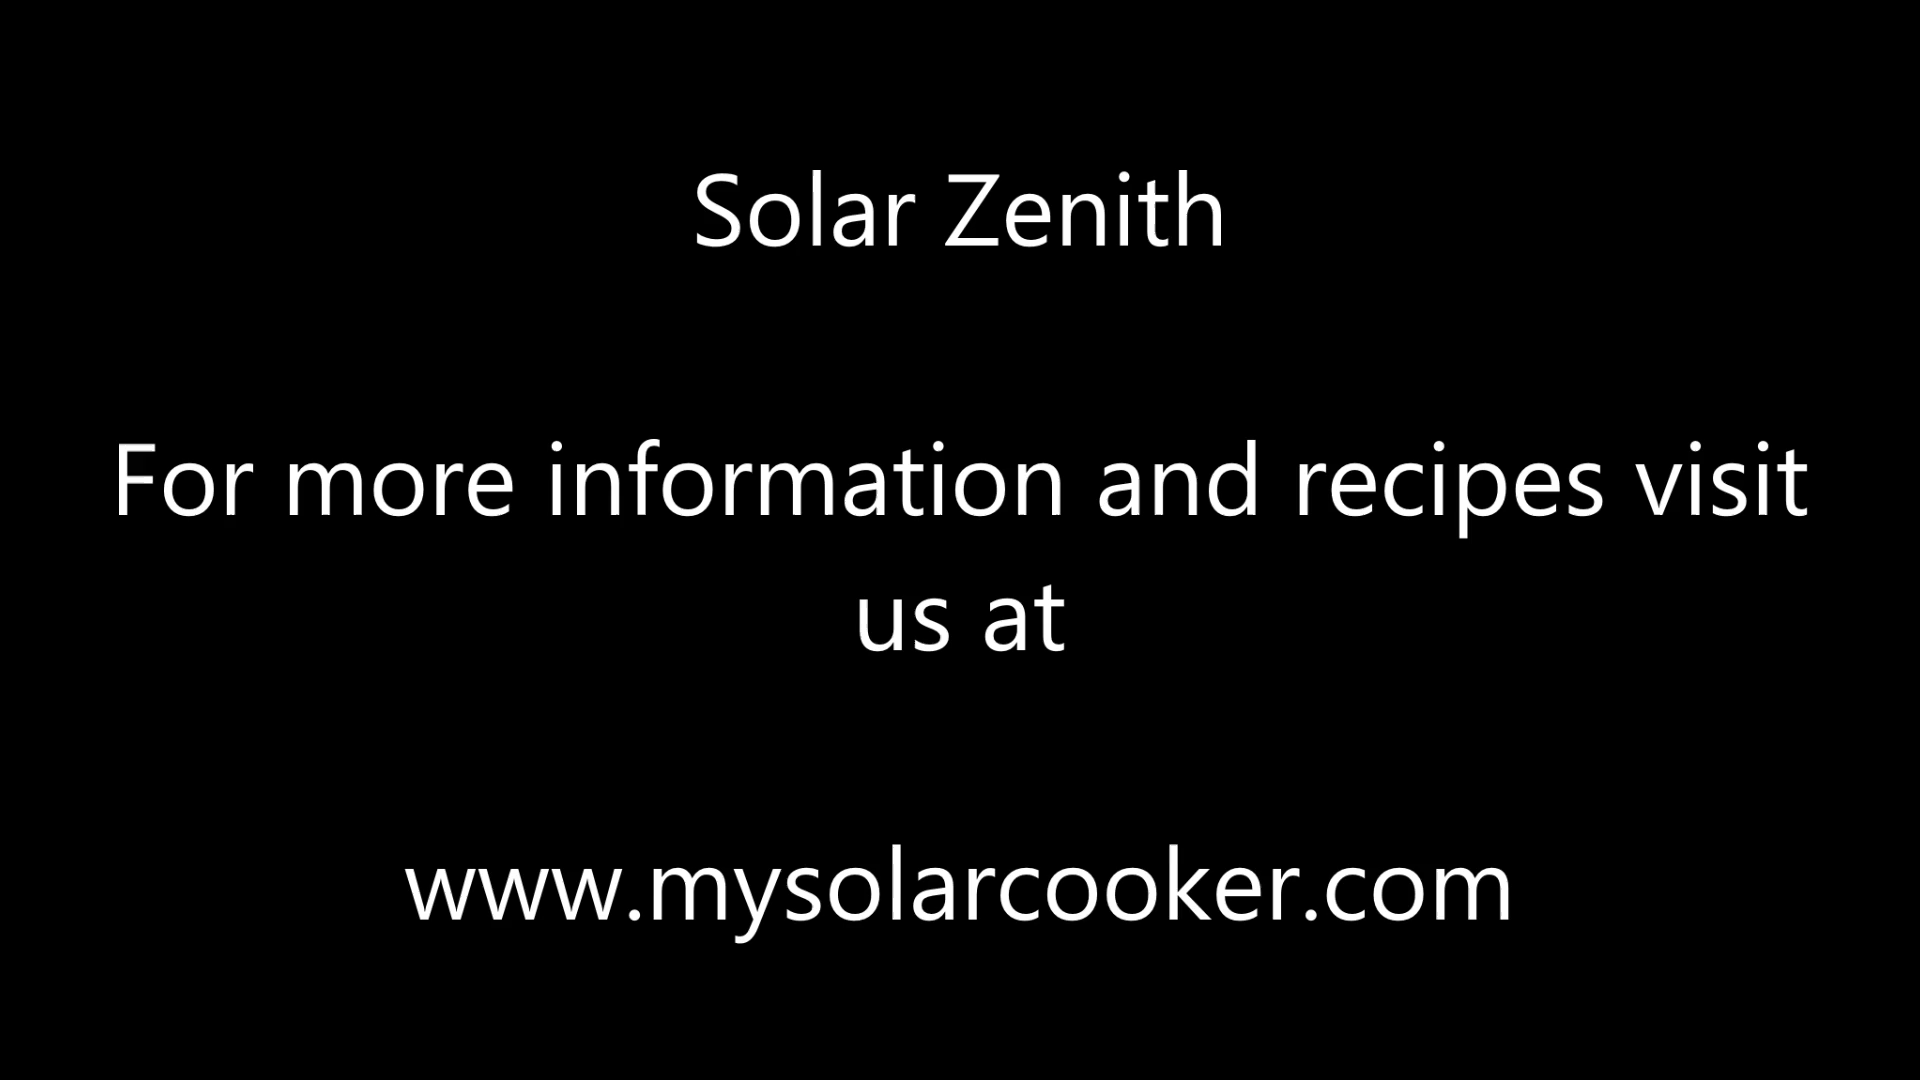 Solar Zenith
For more information and recipes visit
us at
www.mysolarcooker.com